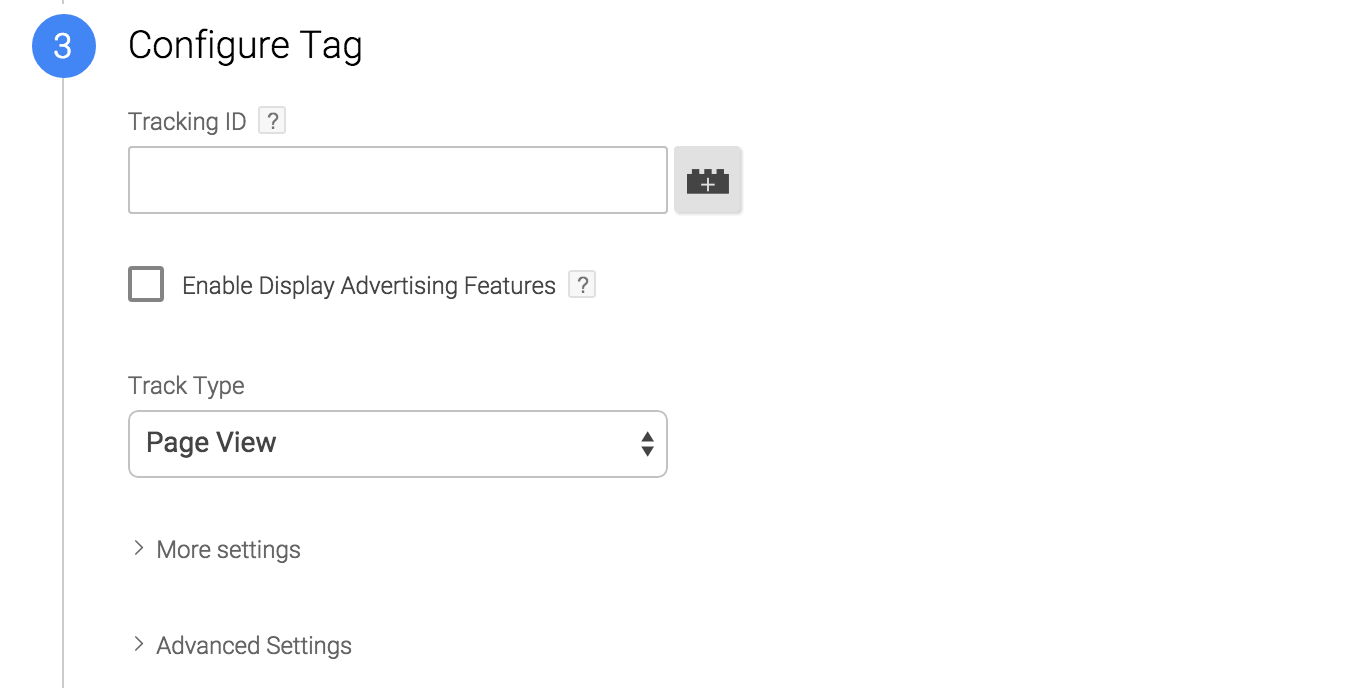 3 Configure Tag
Tracking ID ?
Enable Display Advertising Features ?
Track Type
Page View
More settings
Advanced Settings